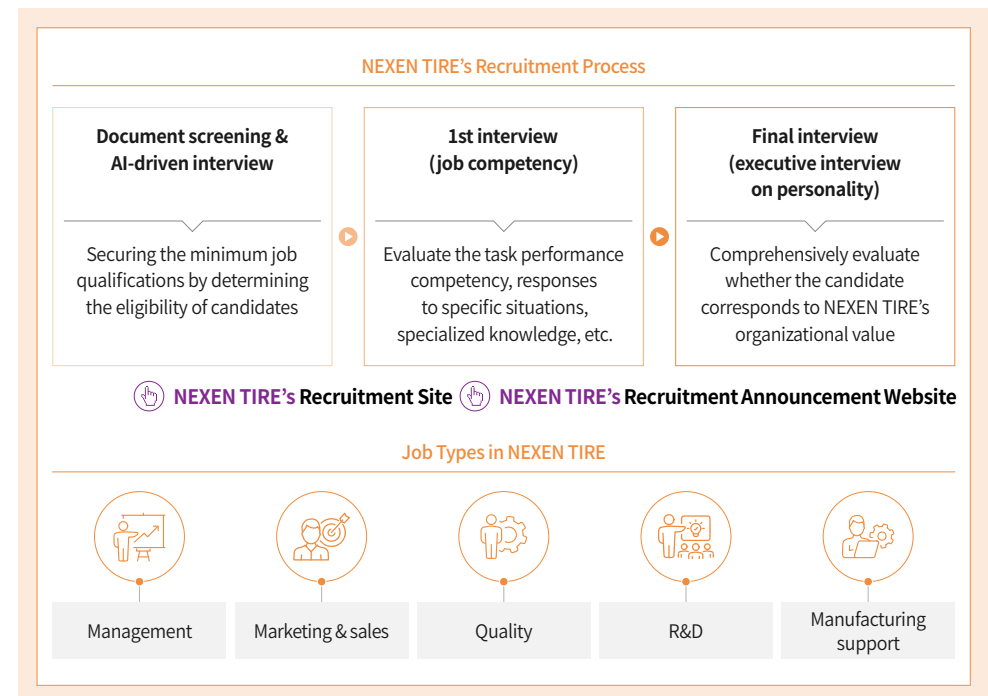 NEXEN TIRE's Recruitment Process
Document screening &
AI-driven interview
Securing the minimum job
qualifications by determining
the eligibility of candidates
1st interview
(job competency)
Evaluate the task performance
competency, responses
to specific situations,
specialized knowledge, etc.
Final interview
(executive interview
on personality)
Comprehensively evaluate
whether the candidate
corresponds to NEXEN TIRE's
organizational value
NEXEN TIRE's Recruitment Site
NEXEN TIRE's Recruitment Announcement Website
Job Types in NEXEN TIRE
Management
Marketing & sales
Quality
R&D
Manufacturing
support